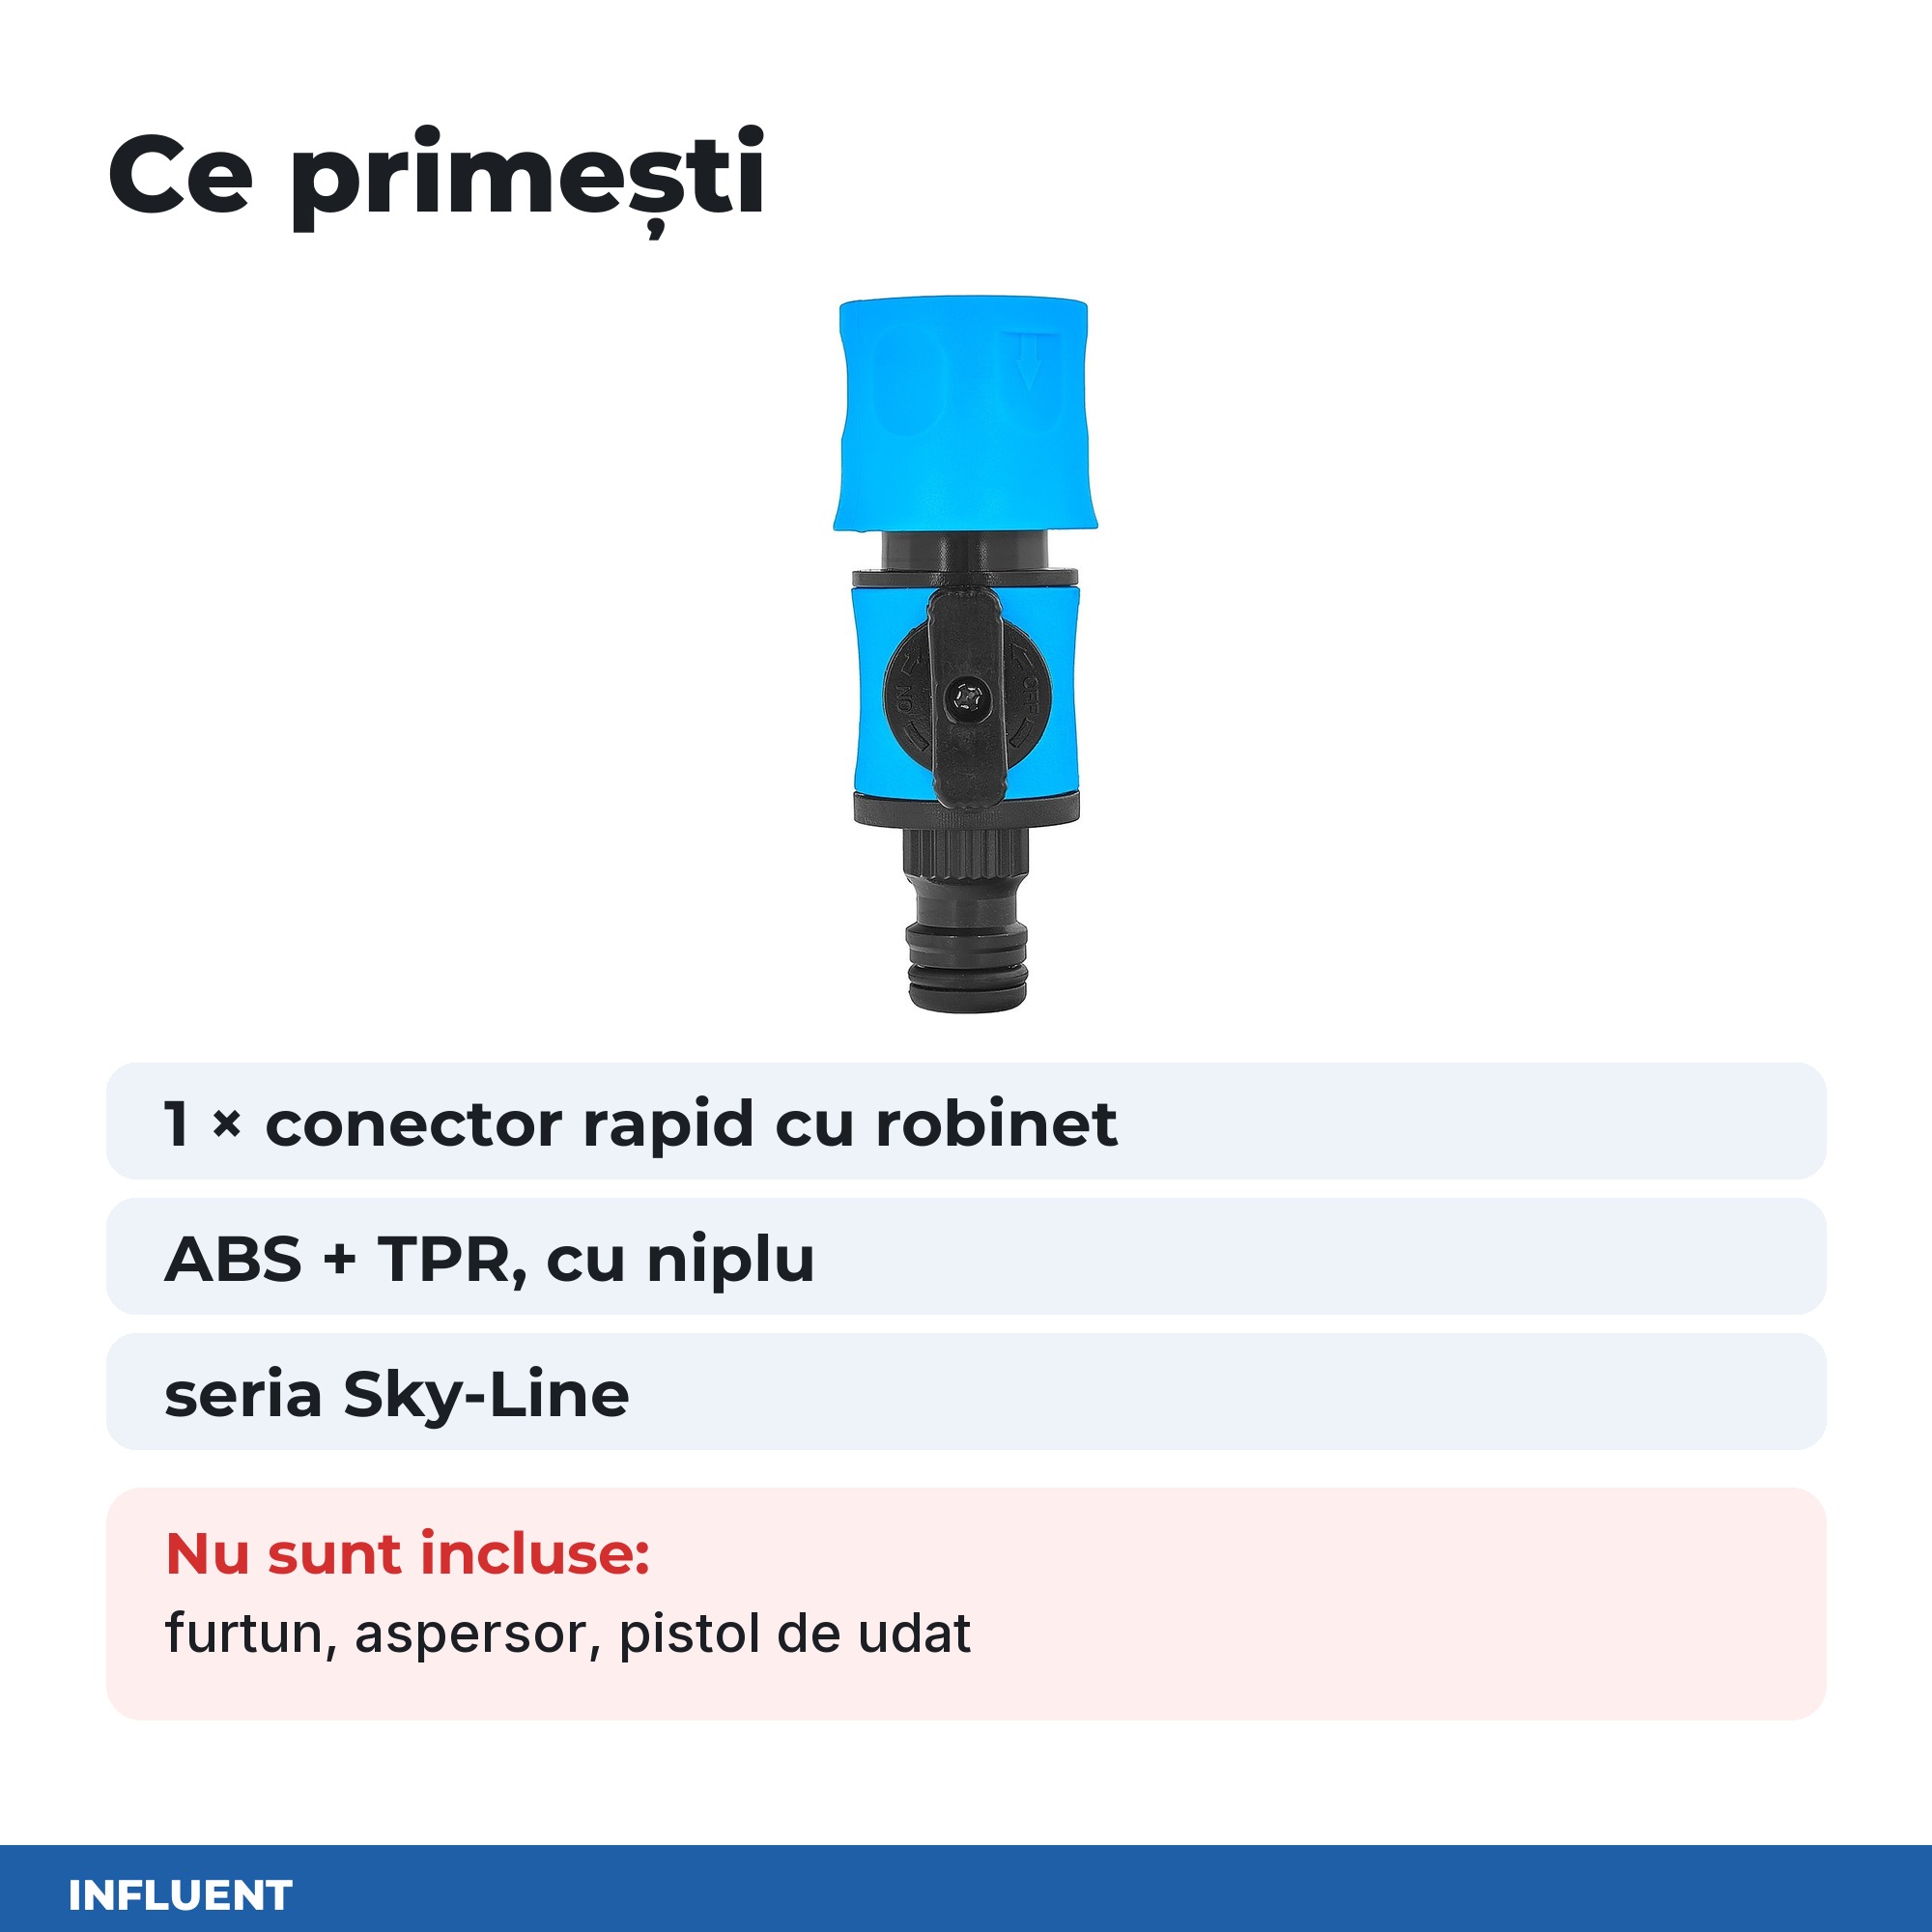 Ce primești
ON
OFF
1 × conector rapid cu robinet
ABS + TPR, cu niplu
seria Sky-Line
Nu sunt incluse:
furtun, aspersor, pistol de udat
INFLUENT